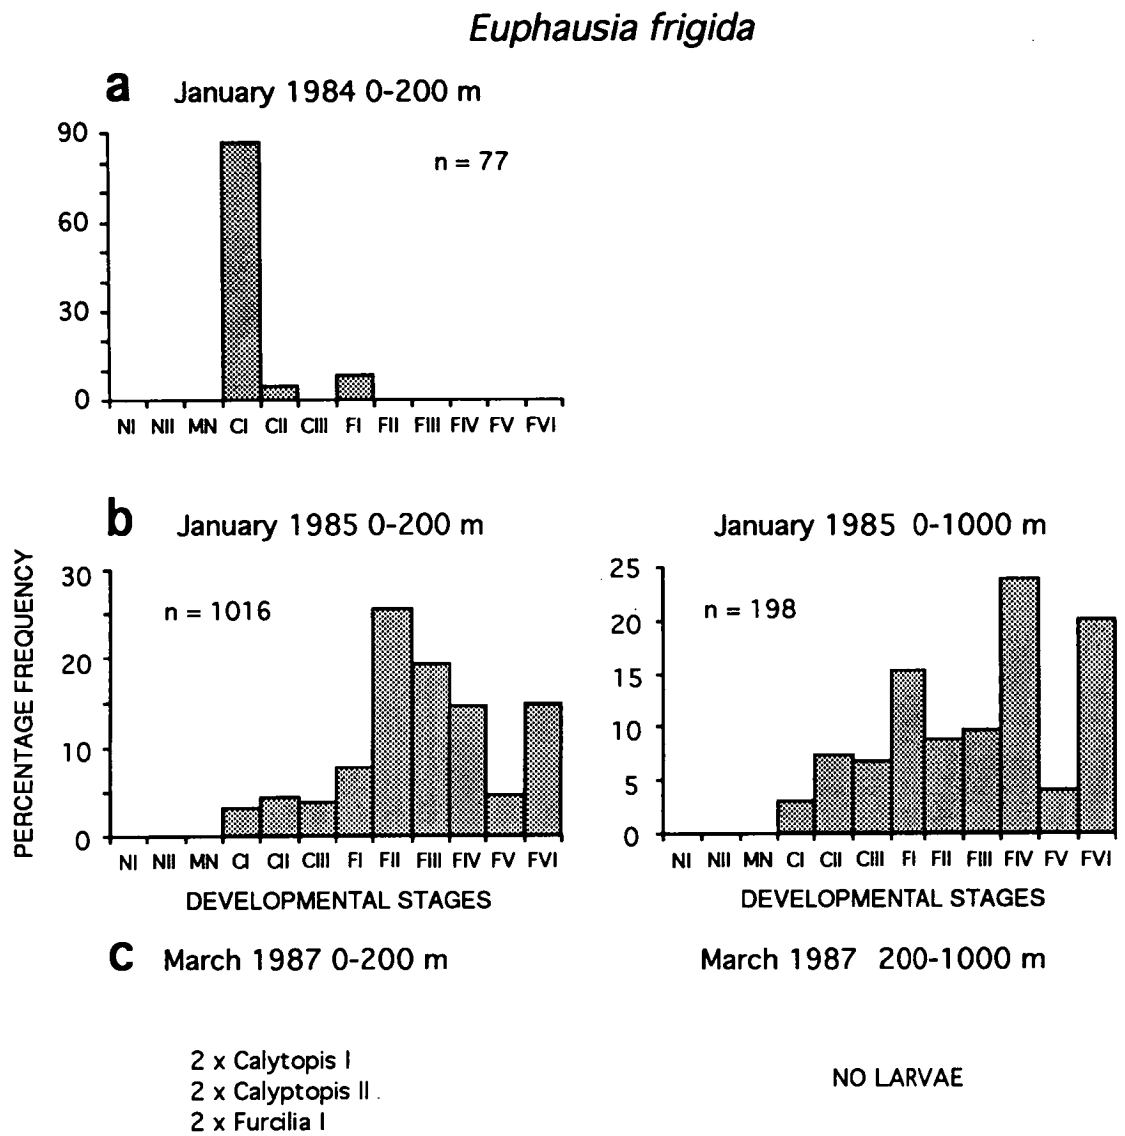 Euphausia frigida
a January 1984 0-200 m
90
60
30
0
n = 77
NI NII MN CI CII CIII FI FII FIII FIV FV FVI
b January 1985 0-200 m
PERCENTAGE FREQUENCY
30
20
10
0
n = 1016
NI NII MN CI CII CIII FI FII FIII FIV FV FVI
DEVELOPMENTAL STAGES
January 1985 0-1000 m
25
20
15
10
5
0
n = 198
NI NII MN CI CII CIII FI FII FIII FIV FV FVI
DEVELOPMENTAL STAGES
c March 1987 0-200 m
2 x Calytopis I
2 x Calyptopis II
2 x Furcilia I
March 1987 200-1000 m
NO LARVAE